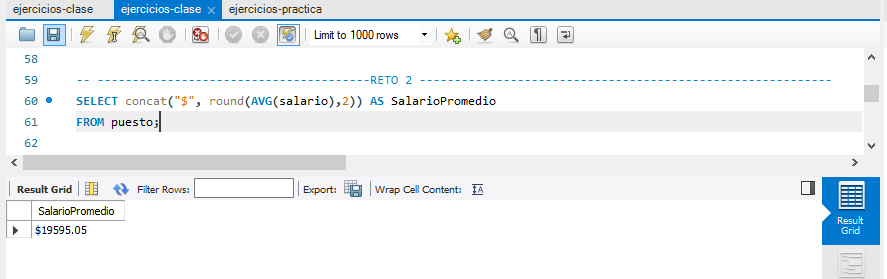 ejercicios-clase ejercicios-clase ejercicios-practica
Limit to 1000 rows
58
59 -- ---------------------------------------RETO 2 -----------------------------------------------------------
60 SELECT concat("$", round(AVG(salario),2)) AS SalarioPromedio
61 FROM puesto;
62
Result Grid Filter Rows: Export: Wrap Cell Content:
SalarioPromedio
$19595.05
Result
Grid